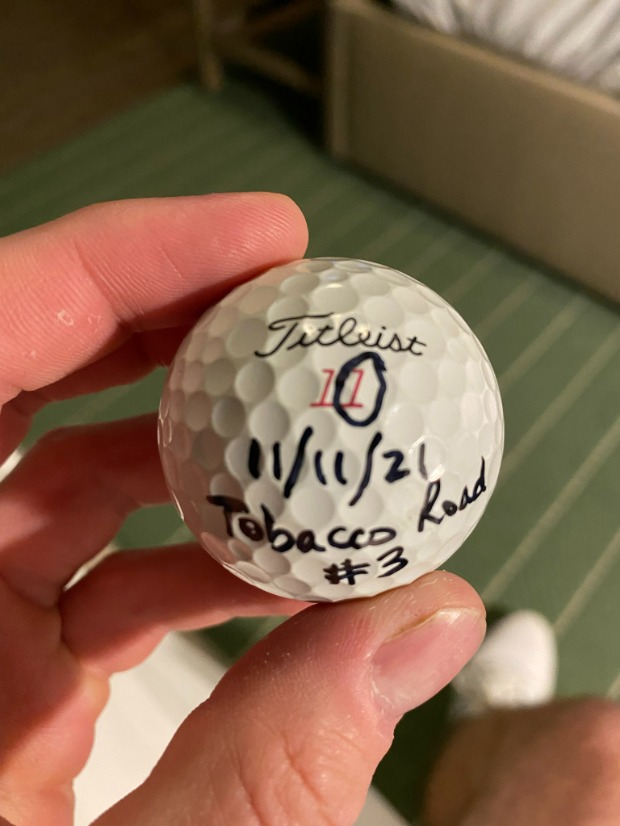 Titleist
11
11/11/21
Tobacco Road
#3